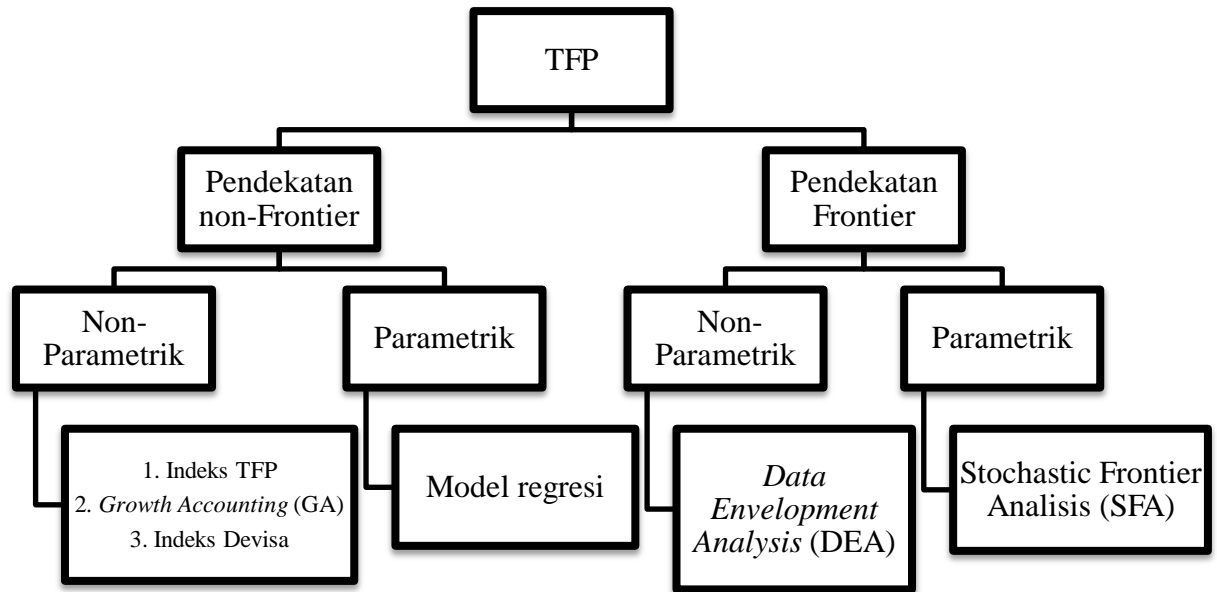 TFP
Pendekatan
non-Frontier
Pendekatan
Frontier
Non-
Parametrik
Parametrik
Non-
Parametrik
Parametrik
1. Indeks TFP
2. Growth Accounting (GA)
3. Indeks Devisa
Model regresi
Data
Envelopment
Analysis (DEA)
Stochastic Frontier
Analisis (SFA)